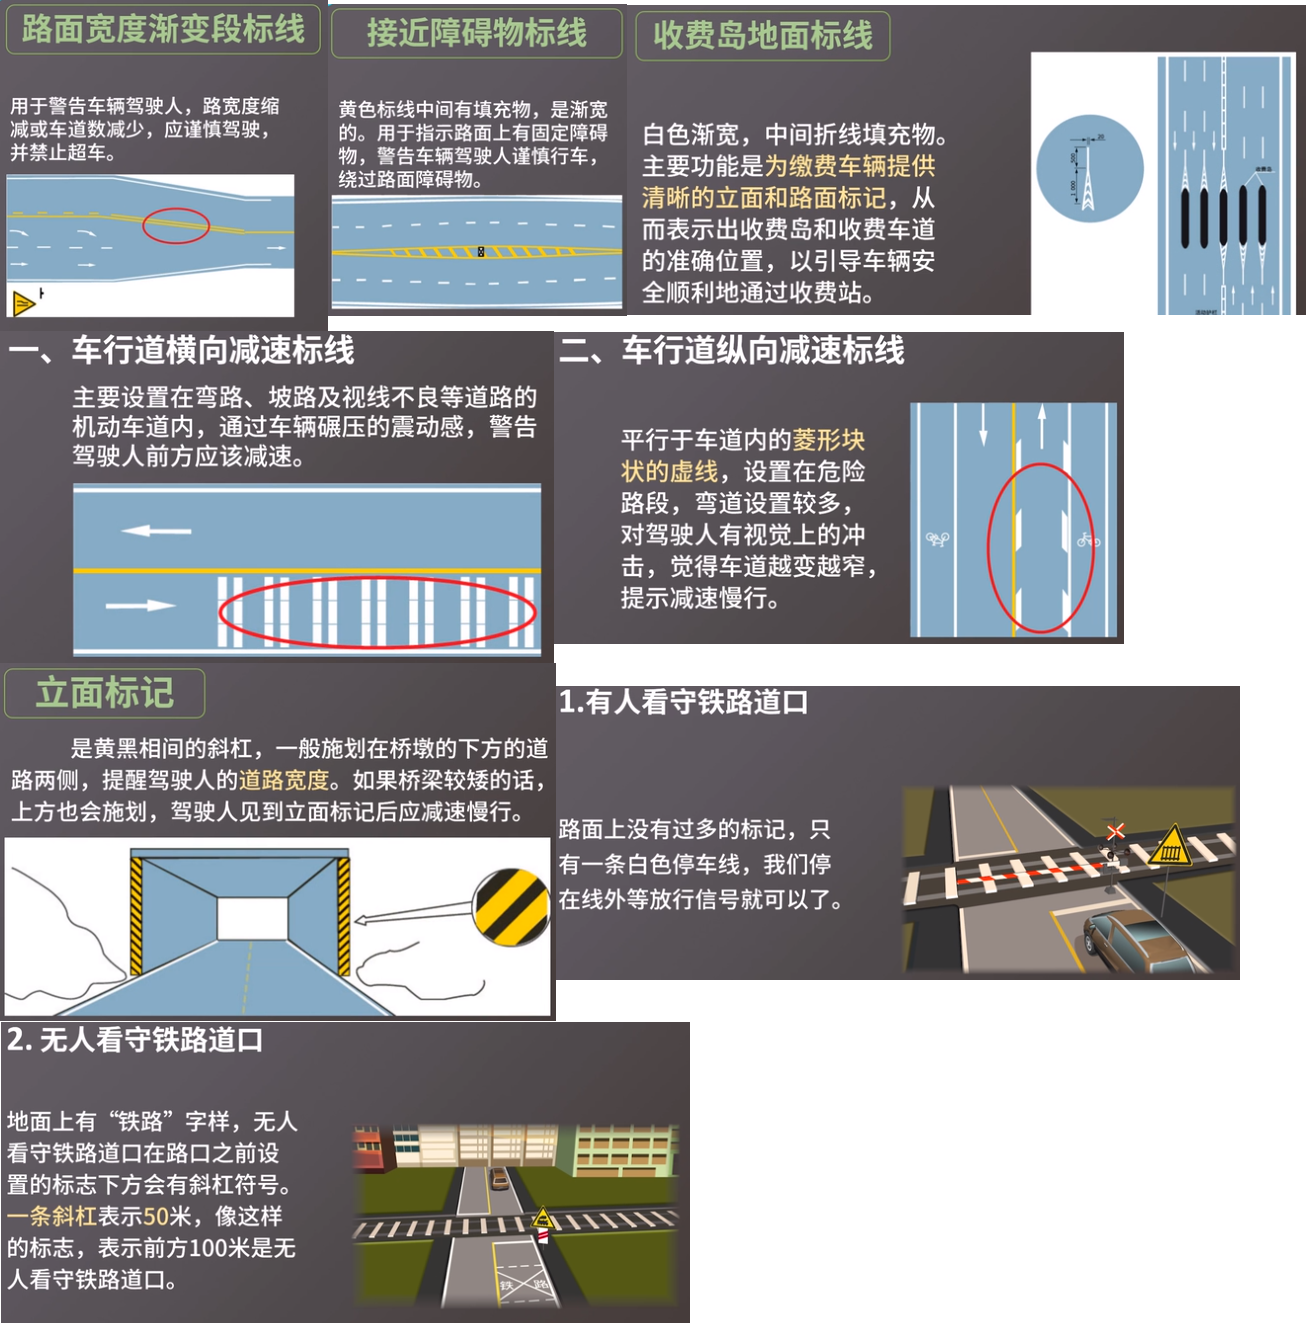 路面宽度渐变段标线
用于警告车辆驾驶人，路宽度缩
减或车道数减少，应谨慎驾驶，
并禁止超车。
接近障碍物标线
黄色标线中间有填充物，是渐宽
的。用于指示路面上有固定障碍
物，警告车辆驾驶人谨慎行车，
绕过路面障碍物。
收费岛地面标线
白色渐宽，中间折线填充物。
主要功能是为缴费车辆提供
清晰的立面和路面标记，从
而表示出收费岛和收费车道
的准确位置，以引导车辆安
全顺利地通过收费站。
20
500
1 000
收费岛
一、车行道横向减速标线
主要设置在弯路、坡路及视线不良等道路的
机动车道内，通过车辆碾压的震动感，警告
驾驶人前方应该减速。
二、车行道纵向减速标线
平行于车道内的菱形块
状的虚线，设置在危险
路段，弯道设置较多，
对驾驶人有视觉上的冲
击，觉得车道越变越窄，
提示减速慢行。
立面标记
是黄黑相间的斜杠，一般施划在桥墩的下方的道
路两侧，提醒驾驶人的道路宽度。如果桥梁较矮的话，
上方也会施划，驾驶人见到立面标记后应减速慢行。
1.有人看守铁路道口
路面上没有过多的标记，只
有一条白色停车线，我们停
在线外等放行信号就可以了。
2. 无人看守铁路道口
地面上有“铁路”字样，无人
看守铁路道口在路口之前设
置的标志下方会有斜杠符号。
一条斜杠表示50米，像这样
的标志，表示前方100米是无
人看守铁路道口。
铁 路